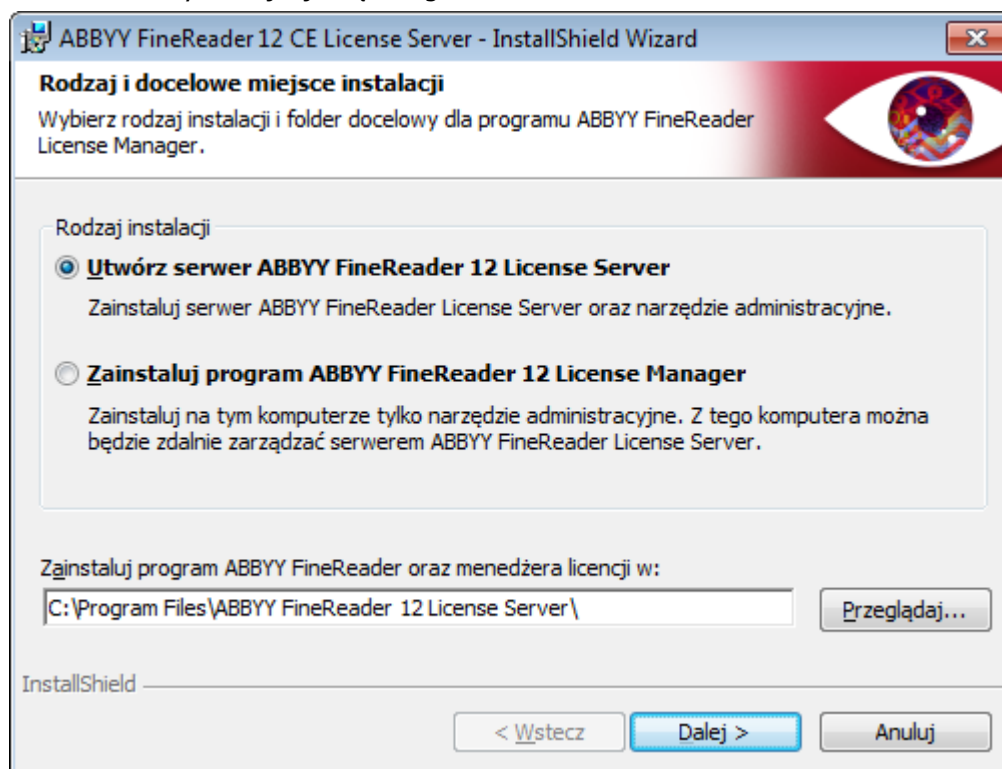 ABBYY FineReader 12 CE License Server - InstallShield Wizard
Rodzaj i docelowe miejsce instalacji
Wybierz rodzaj instalacji i folder docelowy dla programu ABBYY FineReader
License Manager.
Rodzaj instalacji
Utwórz serwer ABBYY FineReader 12 License Server
Zainstaluj serwer ABBYY FineReader License Server oraz narzędzie administracyjne.
Zainstaluj program ABBYY FineReader 12 License Manager
Zainstaluj na tym komputerze tylko narzędzie administracyjne. Z tego komputera można
będzie zdalnie zarządzać serwerem ABBYY FineReader License Server.
Zainstaluj program ABBYY FineReader oraz menedżera licencji w:
C:\Program Files\ABBYY FineReader 12 License Server\
Przeglądaj...
InstallShield
< Wstecz
Dalej >
Anuluj